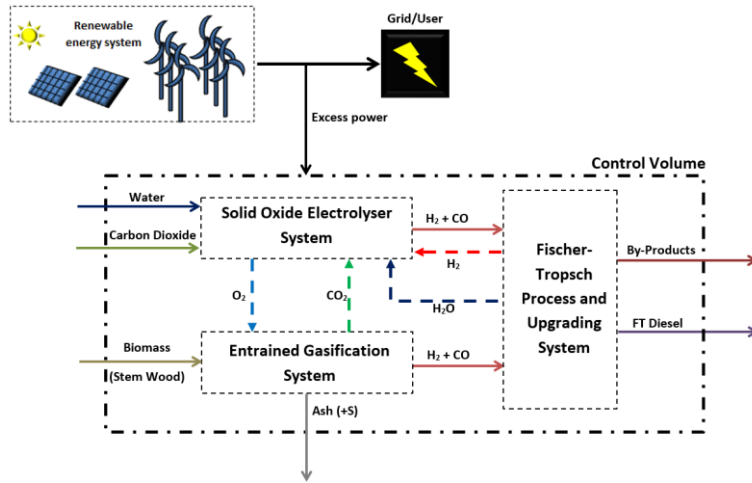 Renewable
energy system
Grid/User
Excess power
Control Volume
Water
Carbon Dioxide
Solid Oxide Electrolyser
System
H₂ + CO
H₂
Fischer-
Tropsch
Process and
Upgrading
System
By-Products
FT Diesel
O₂
CO₂
H₂O
Biomass
(Stem Wood)
Entrained Gasification
System
H₂ + CO
Ash (+S)